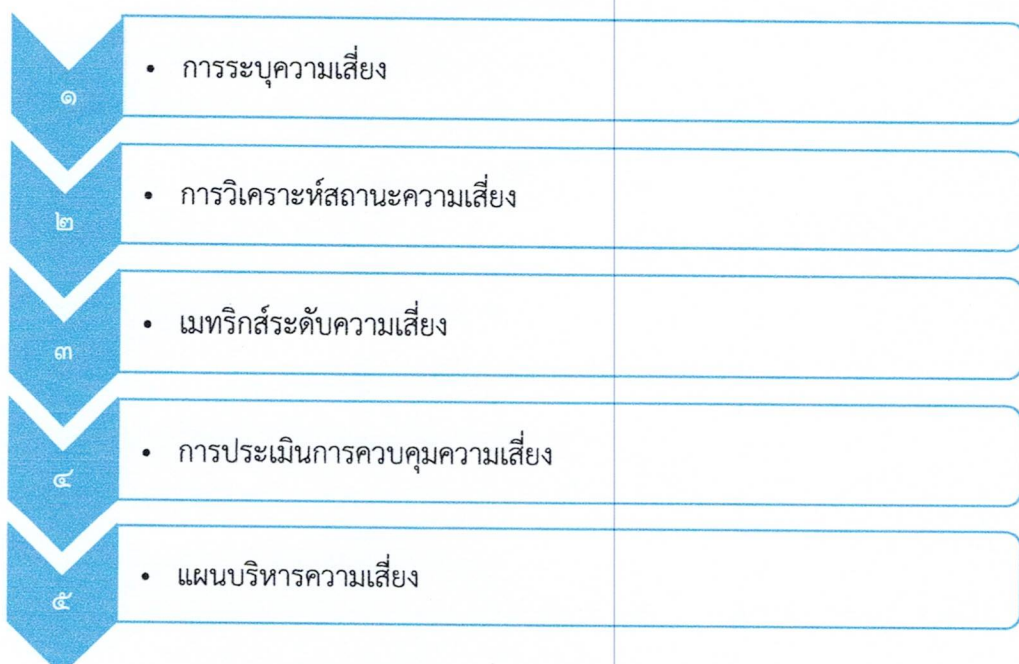 ๑
• การระบุความเสี่ยง
๒
• การวิเคราะห์สถานะความเสี่ยง
๓
• เมทริกส์ระดับความเสี่ยง
๔
• การประเมินการควบคุมความเสี่ยง
๕
• แผนบริหารความเสี่ยง